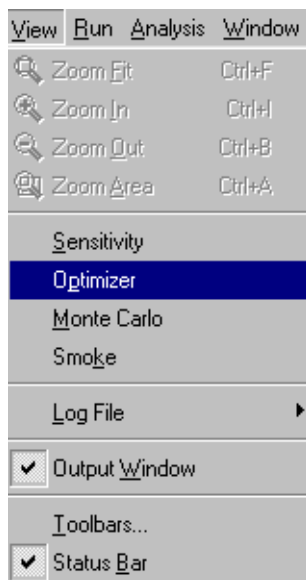 View Run Analysis Window
Zoom Fit Ctrl+F
Zoom In Ctrl+I
Zoom Out Ctrl+B
Zoom Area Ctrl+A
Sensitivity
Optimizer
Monte Carlo
Smoke
Log File
Output Window
Toolbars...
Status Bar